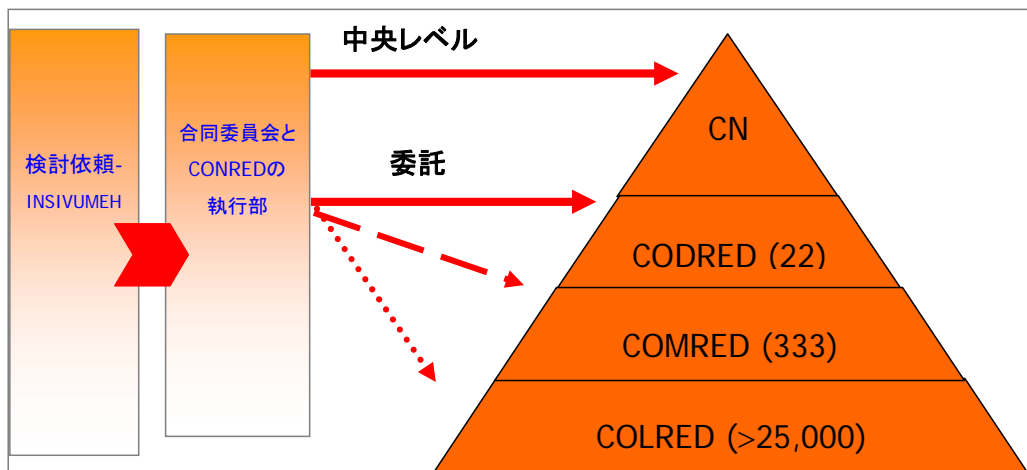 検討依頼-
INSIVUMEH
合同委員会と
CONREDの
執行部
中央レベル
委託
CN
CODRED (22)
COMRED (333)
COLRED (>25,000)